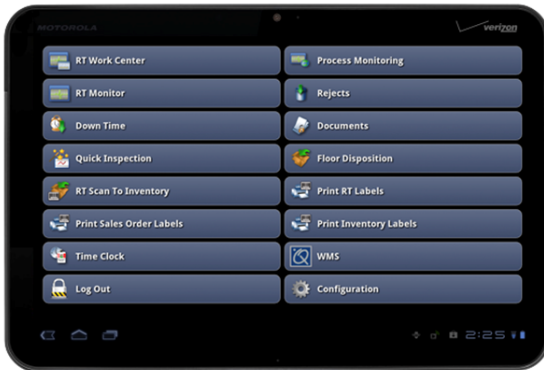 MOTOROLA
verizon
RT Work Center
Process Monitoring
RT Monitor
Rejects
Down Time
Documents
Quick Inspection
Floor Disposition
RT Scan To Inventory
Print RT Labels
Print Sales Order Labels
Print Inventory Labels
Time Clock
WMS
Log Out
Configuration
2:25